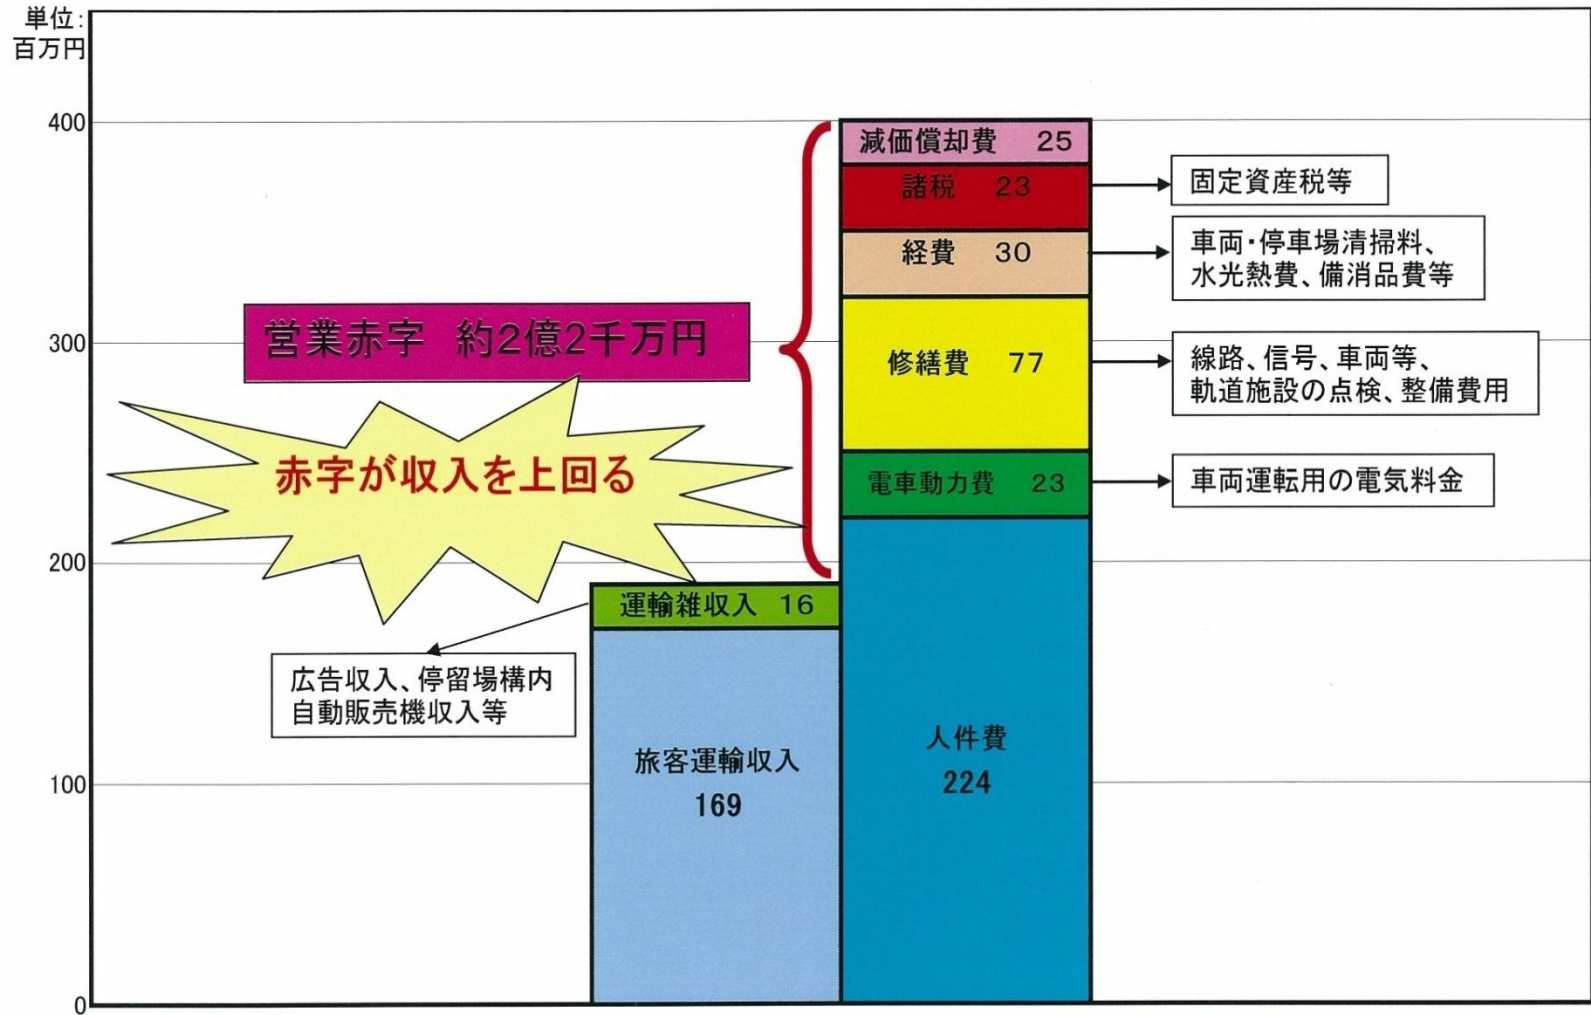 単位:
百万円
400
300
200
100
0
減価償却費 25
諸税 23
経費 30
修繕費 77
電車動力費 23
人件費
224
運輸雑収入 16
旅客運輸収入
169
営業赤字 約2億2千万円
赤字が収入を上回る
広告収入、停留場構内
自動販売機収入等
固定資産税等
車両・停車場清掃料、
水光熱費、備消品費等
線路、信号、車両等、
軌道施設の点検、整備費用
車両運転用の電気料金